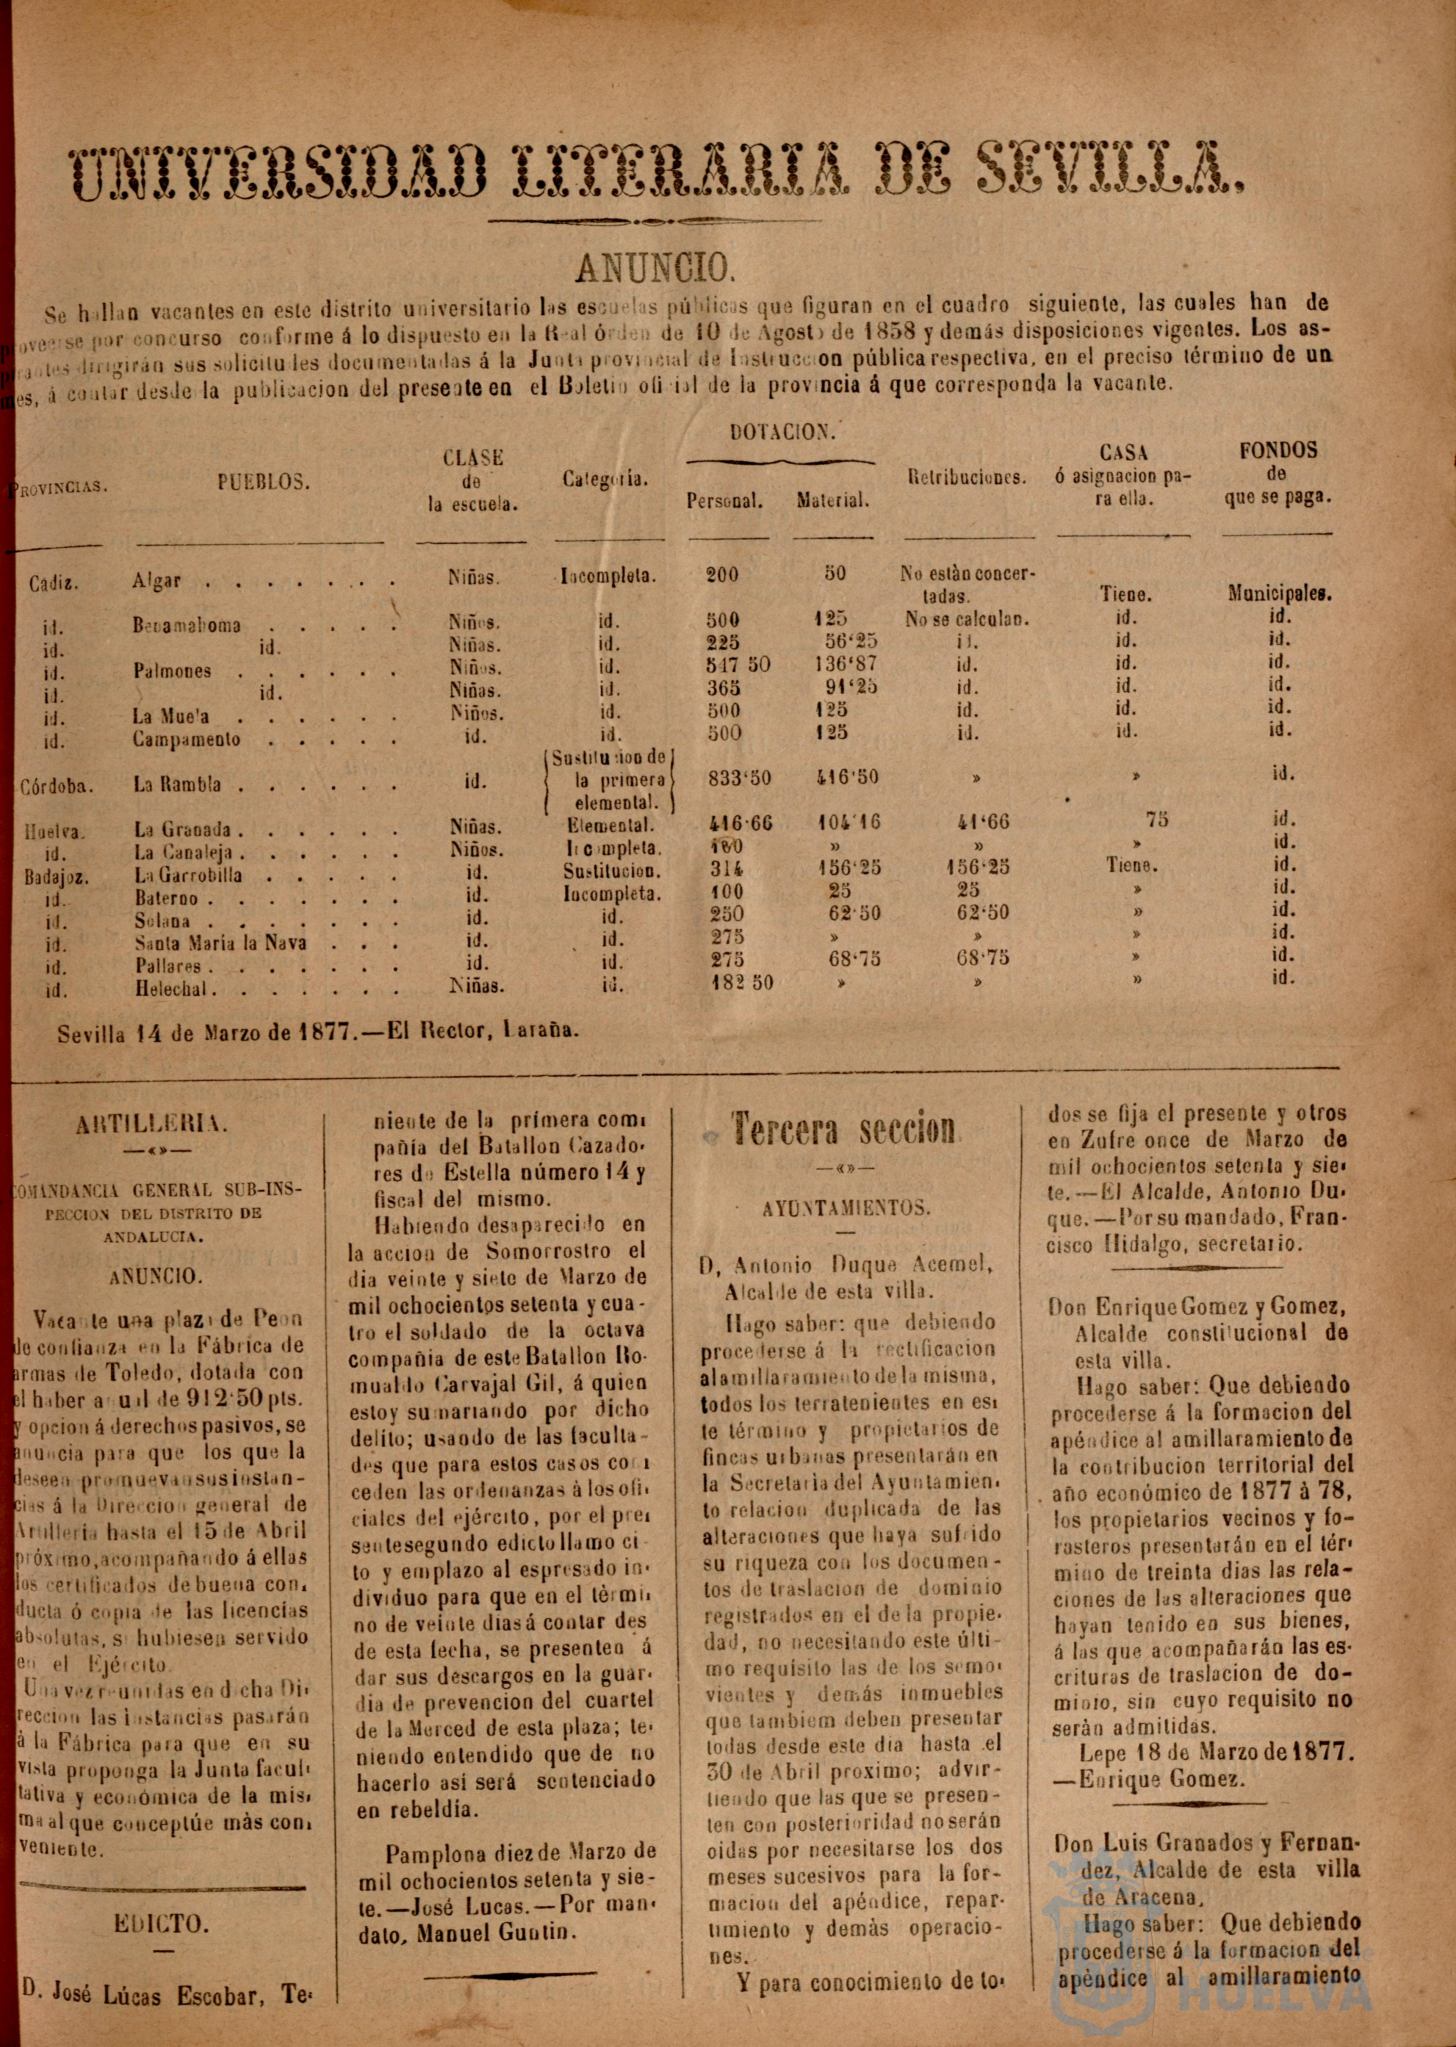 UNIVERSIDAD LITERARIA DE SEVILLA.
ANUNCIO.
Se hallan vacantes en este distrito universitario las escuelas públicas que figuran en el cuadro siguiente, las cuales han de
proveerse por concurso conforme á lo dispuesto en la Real órden de 10 de Agosto de 1858 y demás disposiciones vigentes. Los as-
pirantes dirigirán sus solicitudes documentadas á la Junta provincial de Instruccion pública respectiva, en el preciso término de un
mes, á contar desde la publicacion del presente en el Boletin oficial de la provincia á que corresponda la vacante.
PROVINCIAS. PUEBLOS. CLASE de la escuela. Categoría. DOTACION. Personal. Material. Retribuciones. CASA ó asignacion pa- ra ella. FONDOS de que se paga.
Cadiz. Algar . . . . . . . Niñas. Incompleta. 200 50 No estàn concer- tadas. Tiene. Municipales.
id. Benamahoma . . . . . Niños. id. 500 125 No se calculan. id. id.
id. id. Niñas. id. 225 56‘25 id. id. id.
id. Palmones . . . . . . Niños. id. 547 50 136‘87 id. id. id.
id. id. Niñas. id. 365 91‘25 id. id. id.
id. La Muela . . . . . . Niños. id. 500 125 id. id. id.
id. Campamento . . . . . id. id. 500 125 id. id. id.
Córdoba. La Rambla . . . . . . id. Sustitucion de la primera elemental. 833‘50 416‘50 » » id.
Huelva. La Granada . . . . . . Niñas. Elemental. 416‘66 104‘16 41‘66 75 id.
id. La Canaleja . . . . . . Niños. Incompleta. 180 » » » id.
Badajoz. La Garrobilla . . . . . id. Sustitucion. 314 156‘25 156‘25 Tiene. id.
id. Baterno . . . . . . . id. Incompleta. 100 25 25 » id.
id. Solana . . . . . . . id. id. 250 62‘50 62‘50 » id.
id. Santa María la Nava . . . id. id. 275 » » » id.
id. Pallares . . . . . . . id. id. 275 68‘75 68‘75 » id.
id. Helechal . . . . . . . Niñas. id. 182 50 » » » id.
Sevilla 14 de Marzo de 1877.—El Rector, Laraña.
ARTILLERIA.
—«»—
COMANDANCIA GENERAL SUB-INS-
PECCION DEL DISTRITO DE
ANDALUCIA.
ANUNCIO.
Vacante una plaza de Peon
de confianza en la Fábrica de
armas de Toledo, dotada con
el haber anual de 912‘50 pts.
y opcion á derechos pasivos, se
anuncia para que los que la
deseen promuevan sus instan-
cias á la Direccion general de
Artilleria hasta el 15 de Abril
próximo, acompañando á ellas
los certificados de buena con-
ducta ó copia de las licencias
absolutas, si hubiesen servido
en el Ejército.
Una vez reunidas en dicha Di-
reccion las instancias pasarán
á la Fábrica para que en su
vista proponga la Junta facul-
tativa y económica de la mis-
ma al que conceptúe màs con-
veniente.
EDICTO.
D. José Lúcas Escobar, Te-
niente de la primera com-
pañía del Batallon Cazado-
res de Estella número 14 y
fiscal del mismo.
Habiendo desaparecido en
la accion de Somorrostro el
dia veinte y siete de Marzo de
mil ochocientos setenta y cua-
tro el soldado de la octava
compañia de este Batallon Ro-
mualdo Carvajal Gil, á quien
estoy sumariando por dicho
delito; usando de las faculta-
des que para estos casos con-
ceden las ordenanzas à los ofi-
ciales del ejército, por el pre-
sente segundo edicto llamo ci-
to y emplazo al espresado in-
dividuo para que en el tèrmi-
no de veinte dias á contar des
de esta fecha, se presenten á
dar sus descargos en la guar-
dia de prevencion del cuartel
de la Merced de esta plaza; te-
niendo entendido que de no
hacerlo asi será sentenciado
en rebeldía.
Pamplona diez de Marzo de
mil ochocientos setenta y sie-
te.—José Lucas.—Por man-
dato, Manuel Guntin.
Tercera seccion
—«»—
AYUNTAMIENTOS.
D, Antonio Duque Acemel,
Alcalde de esta villa.
Hago saber: que debiendo
procederse á la rectificacion
al amillaramiento de la misma,
todos los terratenientes en es-
te término y propietarios de
fincas urbanas presentarán en
la Secretaria del Ayuntamien-
to relacion duplicada de las
alteraciones que haya sufrido
su riqueza con los documen-
tos de traslacion de dominio
registrados en el de la propie-
dad, no necesitando este últi-
mo requisito las de los semo-
vientes y demás inmuebles
que tambiem deben presentar
todas desde este dia hasta el
30 de Abril proximo; advir-
tiendo que las que se presen-
ten con posterioridad no serán
oidas por necesitarse los dos
meses sucesivos para la for-
macion del apéndice, repar-
timiento y demàs operacio-
nes.
Y para conocimiento de to-
dos se fija el presente y otros
en Zufre once de Marzo de
mil ochocientos setenta y sie-
te.—El Alcalde, Antonio Du-
que.—Por su mandado, Fran-
cisco Hidalgo, secretario.
Don Enrique Gomez y Gomez,
Alcalde constitucional de
esta villa.
Hago saber: Que debiendo
procederse á la formacion del
apéndice al amillaramiento de
la contribucion territorial del
año económico de 1877 à 78,
los propietarios vecinos y fo-
rasteros presentarán en el tér-
mino de treinta dias las rela-
ciones de las alteraciones que
hayan tenido en sus bienes,
á las que acompañarán las es-
crituras de traslacion de do-
minio, sin cuyo requisito no
seràn admitidas.
Lepe 18 de Marzo de 1877.
—Enrique Gomez.
Don Luis Granados y Fernan-
dez, Alcalde de esta villa
de Aracena,
Hago saber: Que debiendo
procederse á la formacion del
apèndice al amillaramiento
HUELVA